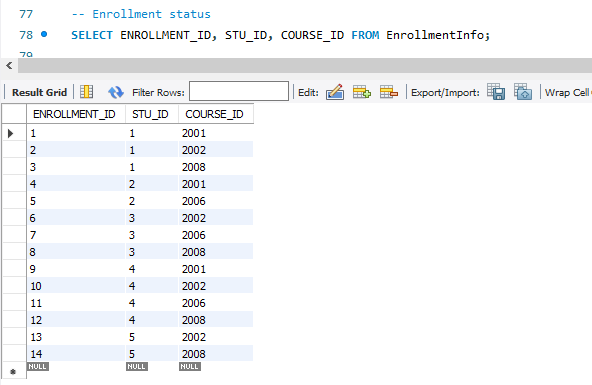 77 -- Enrollment status
78 SELECT ENROLLMENT_ID, STU_ID, COURSE_ID FROM EnrollmentInfo;
79
Result Grid Filter Rows: Edit: Export/Import: Wrap Cell
ENROLLMENT_ID STU_ID COURSE_ID
1 1 2001
2 1 2002
3 1 2008
4 2 2001
5 2 2006
6 3 2002
7 3 2006
8 3 2008
9 4 2001
10 4 2002
11 4 2006
12 4 2008
13 5 2002
14 5 2008
NULL NULL NULL